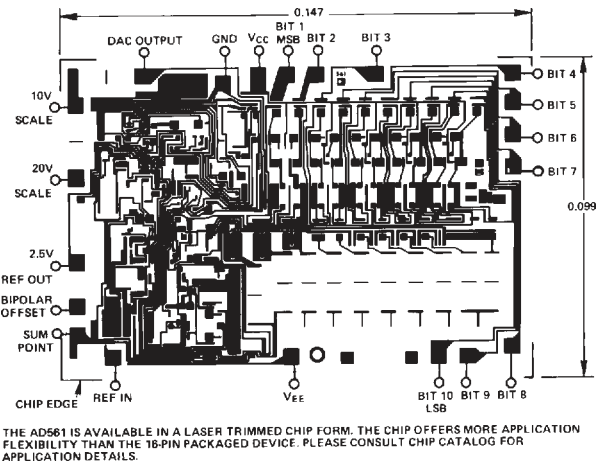 0.147
BIT 1
DAC OUTPUT GND VCC MSB BIT 2 BIT 3
BIT 4
10V
SCALE
BIT 5
BIT 6
BIT 7
20V
SCALE
0.099
2.5V
REF OUT
BIPOLAR
OFFSET
SUM
POINT
CHIP EDGE
REF IN
VEE
BIT 10
LSB
BIT 9
BIT 8
561
THE AD561 IS AVAILABLE IN A LASER TRIMMED CHIP FORM. THE CHIP OFFERS MORE APPLICATION
FLEXIBILITY THAN THE 16-PIN PACKAGED DEVICE. PLEASE CONSULT CHIP CATALOG FOR
APPLICATION DETAILS.